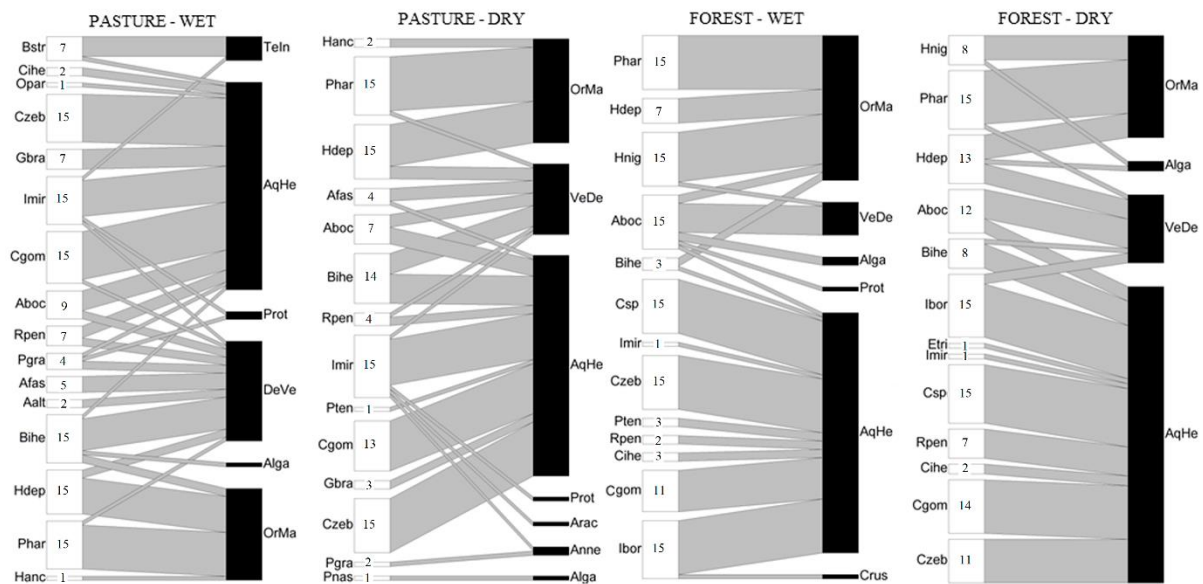 PASTURE - WET
Bstr 7
Cihe 2
Opar 1
Czeb 15
Gbra 7
Imir 15
Cgom 15
Aboc 9
Rpen 7
Pgra 4
Afas 5
Aalt 2
Bihe 15
Hdep 15
Phar 15
Hanc 1
TeIn
AqHe
Prot
DeVe
Alga
OrMa
PASTURE - DRY
Hanc 2
Phar 15
Hdep 15
Afas 4
Aboc 7
Bihe 14
Rpen 4
Imir 15
Pten 1
Cgom 13
Gbra 3
Czeb 15
Pgra 2
Pnas 1
OrMa
VeDe
AqHe
Prot
Arac
Anne
Alga
FOREST - WET
Phar 15
Hdep 7
Hnig 15
Aboc 15
Bihe 3
Csp 15
Imir 1
Czeb 15
Pten 3
Rpen 2
Cihe 3
Cgom 11
Ibor 15
OrMa
VeDe
Alga
Prot
AqHe
Crus
FOREST - DRY
Hnig 8
Phar 15
Hdep 13
Aboc 12
Bihe 8
Ibor 15
Etri 1
Imir 1
Csp 15
Rpen 7
Cihe 2
Cgom 14
Czeb 11
OrMa
Alga
VeDe
AqHe